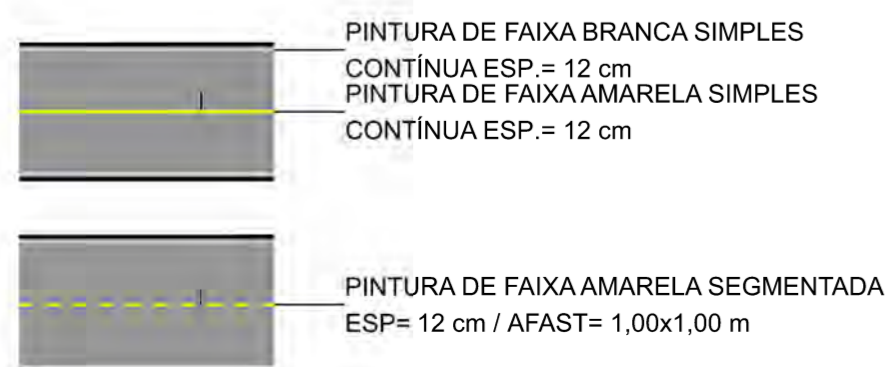 PINTURA DE FAIXA BRANCA SIMPLES
CONTÍNUA ESP.= 12 cm
PINTURA DE FAIXA AMARELA SIMPLES
CONTÍNUA ESP.= 12 cm
PINTURA DE FAIXA AMARELA SEGMENTADA
ESP= 12 cm / AFAST= 1,00x1,00 m